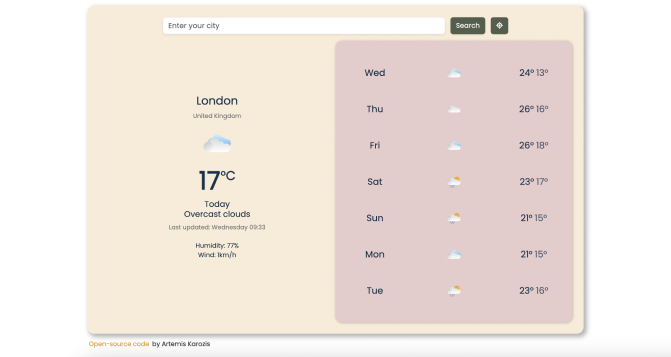 Enter your city
Search
London
United Kingdom
17°C
Today
Overcast clouds
Last updated: Wednesday 09:33
Humidity: 77%
Wind: 1km/h
Wed 24° 13°
Thu 26° 16°
Fri 26° 18°
Sat 23° 17°
Sun 21° 15°
Mon 21° 15°
Tue 23° 16°
Open-source code by Artemis Karozis